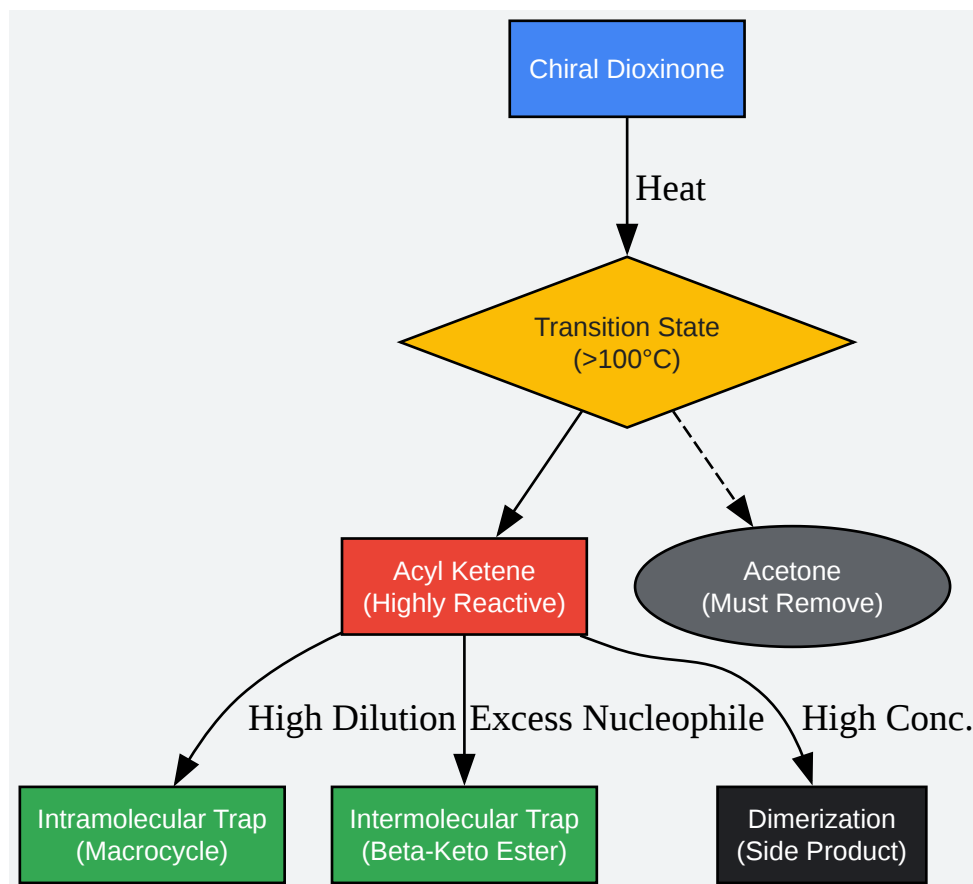 Chiral Dioxinone
Heat
Transition State
(>100°C)
Acyl Ketene
(Highly Reactive)
Acetone
(Must Remove)
High Dilution
Excess Nucleophile
High Conc.
Intramolecular Trap
(Macrocycle)
Intermolecular Trap
(Beta-Keto Ester)
Dimerization
(Side Product)